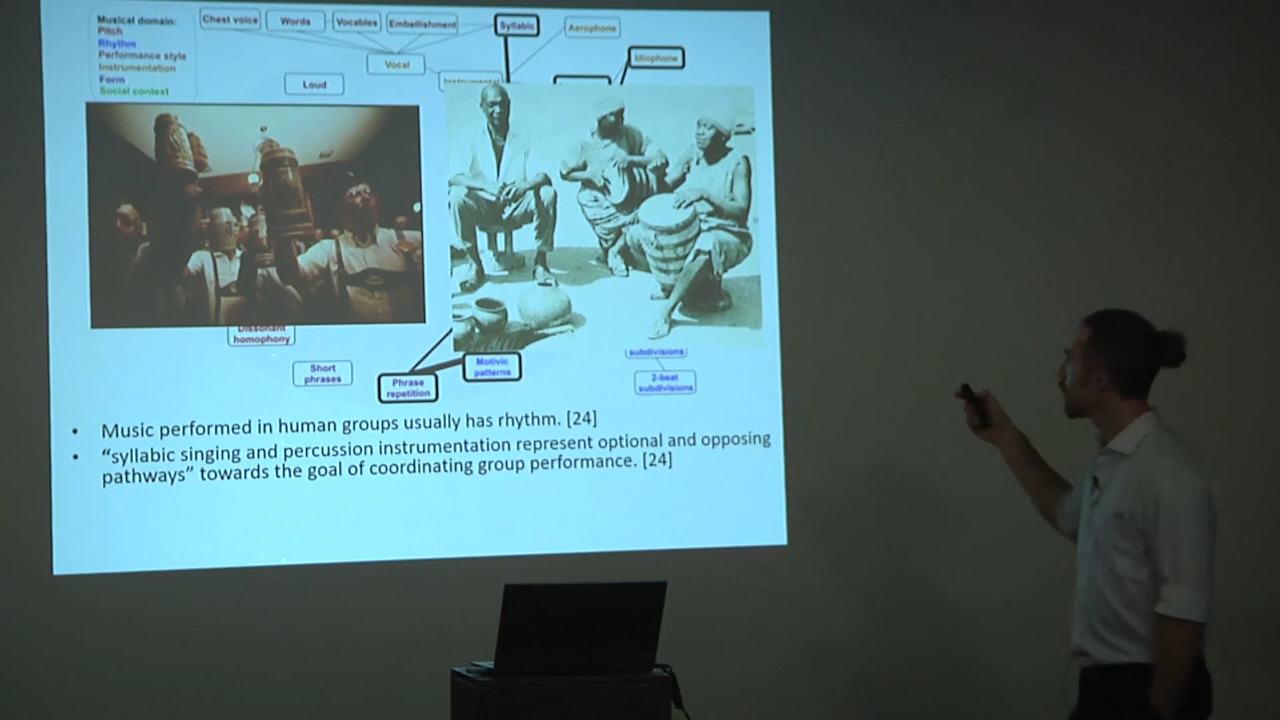 Musical domain:
Pitch
Rhythm
Performance style
Instrumentation
Form
Social context
Chest voice
Words
Vocables
Embellishment
Syllabic
Aerophone
Vocal
Idiophone
Loud
Instrumental
Dissonant
homophony
Short
phrases
Phrase
repetition
Motivic
patterns
subdivisions
2-beat
subdivisions
• Music performed in human groups usually has rhythm. [24]
• “syllabic singing and percussion instrumentation represent optional and opposing
pathways” towards the goal of coordinating group performance. [24]